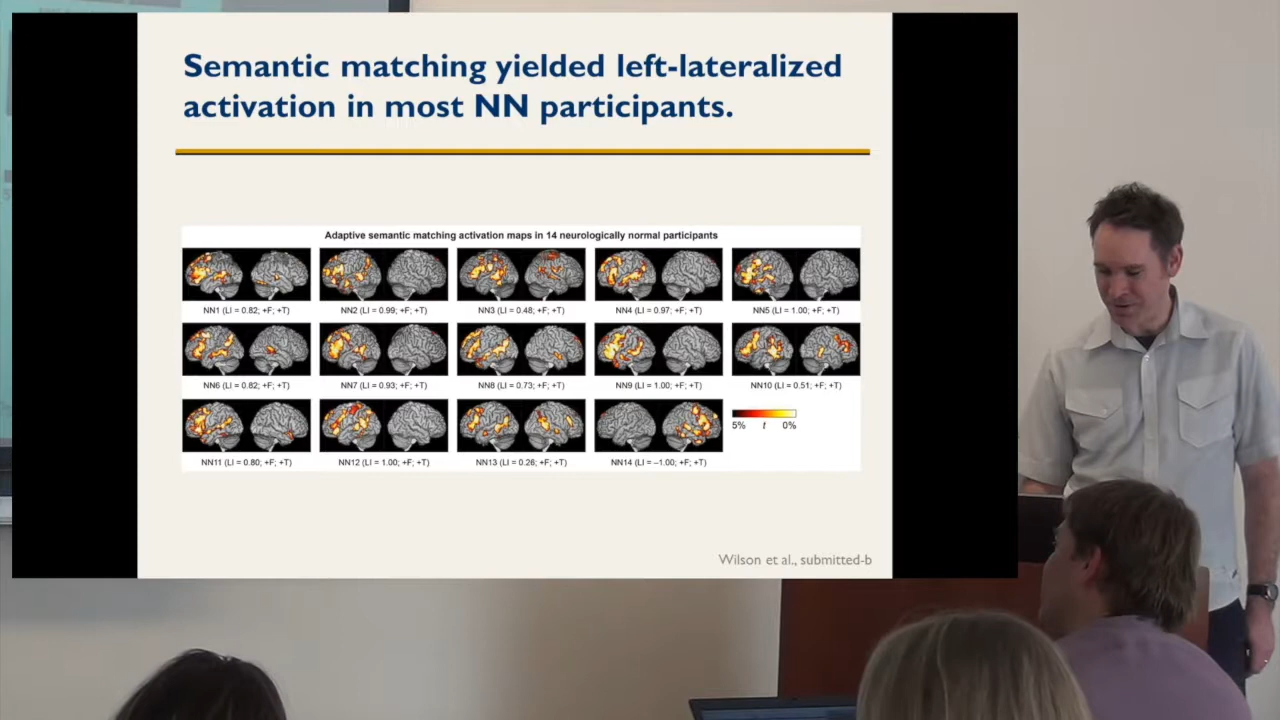 Semantic matching yielded left-lateralized
activation in most NN participants.
Adaptive semantic matching activation maps in 14 neurologically normal participants
NN1 (LI = 0.82; +F; +T)
NN2 (LI = 0.99; +F; +T)
NN3 (LI = 0.48; +F; +T)
NN4 (LI = 0.97; +F; +T)
NN5 (LI = 1.00; +F; +T)
NN6 (LI = 0.82; +F; +T)
NN7 (LI = 0.93; +F; +T)
NN8 (LI = 0.73; +F; +T)
NN9 (LI = 1.00; +F; +T)
NN10 (LI = 0.51; +F; +T)
NN11 (LI = 0.80; +F; +T)
NN12 (LI = 1.00; +F; +T)
NN13 (LI = 0.26; +F; +T)
NN14 (LI = –1.00; +F; +T)
5% t 0%
Wilson et al., submitted-b